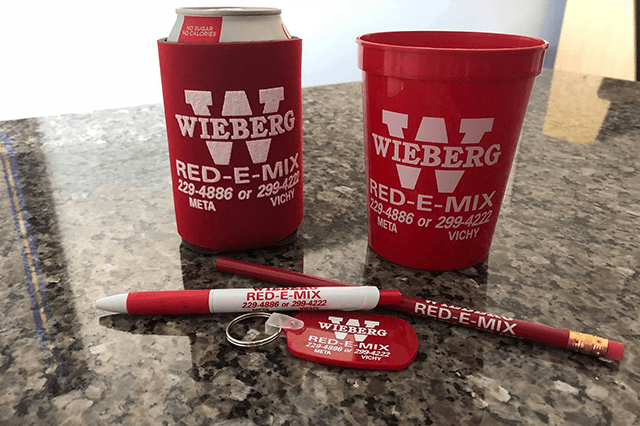 NO SUGAR
NO CALORIES
WIEBERG
RED-E-MIX
229-4886 or 299-4222
META VICHY
WIEBERG
RED-E-MIX
229-4886 or 299-4222
META VICHY
WIEBERG
RED-E-MIX
229-4886 or 299-4222
META VICHY
WIEBERG
RED-E-MIX
WIEBERG
RED-E-MIX
229-4886 or 299-4222
META VICHY